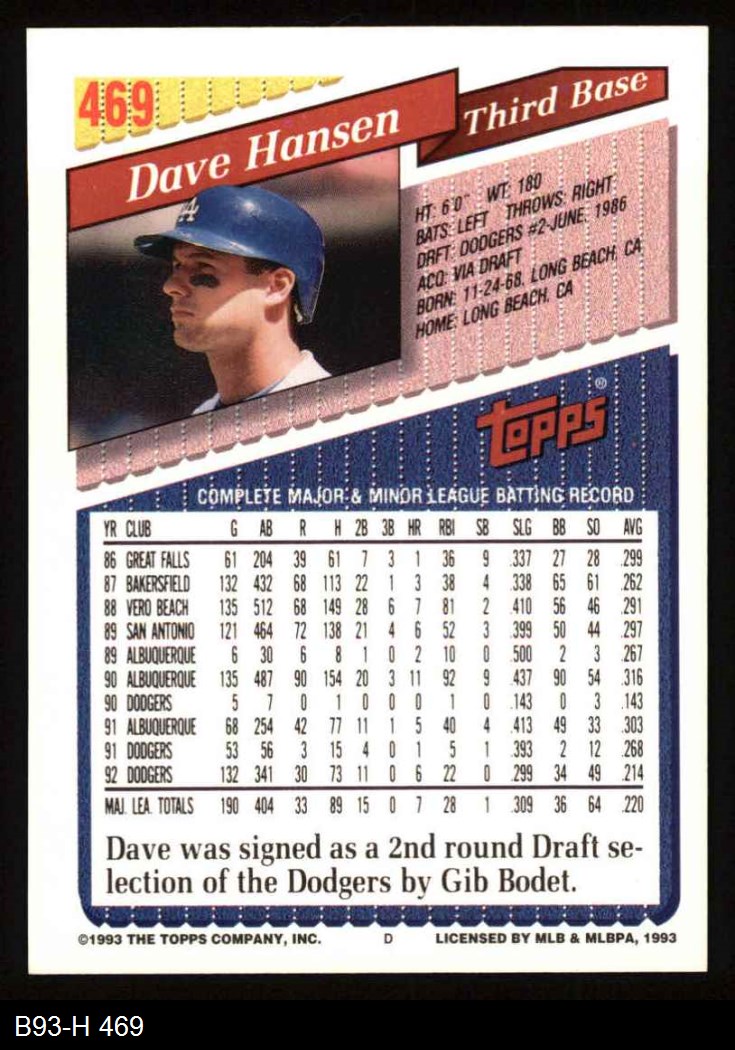 469
Dave Hansen
Third Base
LA
HT: 6'0" WT: 180
BATS: LEFT THROWS: RIGHT
DRFT: DODGERS #2-JUNE, 1986
ACQ: VIA DRAFT
BORN: 11-24-68, LONG BEACH, CA
HOME: LONG BEACH, CA
topps®
COMPLETE MAJOR & MINOR LEAGUE BATTING RECORD
YR CLUB G AB R H 2B 3B HR RBI SB SLG BB SO AVG
86 GREAT FALLS 61 204 39 61 7 3 1 36 9 .337 27 28 .299
87 BAKERSFIELD 132 432 68 113 22 1 3 38 4 .338 65 61 .262
88 VERO BEACH 135 512 68 149 28 6 7 81 2 .410 56 46 .291
89 SAN ANTONIO 121 464 72 138 21 4 6 52 3 .399 50 44 .297
89 ALBUQUERQUE 6 30 6 8 1 0 2 10 0 .500 2 3 .267
90 ALBUQUERQUE 135 487 90 154 20 3 11 92 9 .437 90 54 .316
90 DODGERS 5 7 0 1 0 0 0 1 0 .143 0 3 .143
91 ALBUQUERQUE 68 254 42 77 11 1 5 40 4 .413 49 33 .303
91 DODGERS 53 56 3 15 4 0 1 5 1 .393 2 12 .268
92 DODGERS 132 341 30 73 11 0 6 22 0 .299 34 49 .214
MAJ. LEA. TOTALS 190 404 33 89 15 0 7 28 1 .309 36 64 .220
Dave was signed as a 2nd round Draft se-
lection of the Dodgers by Gib Bodet.
©1993 THE TOPPS COMPANY, INC. D LICENSED BY MLB & MLBPA, 1993
B93-H 469